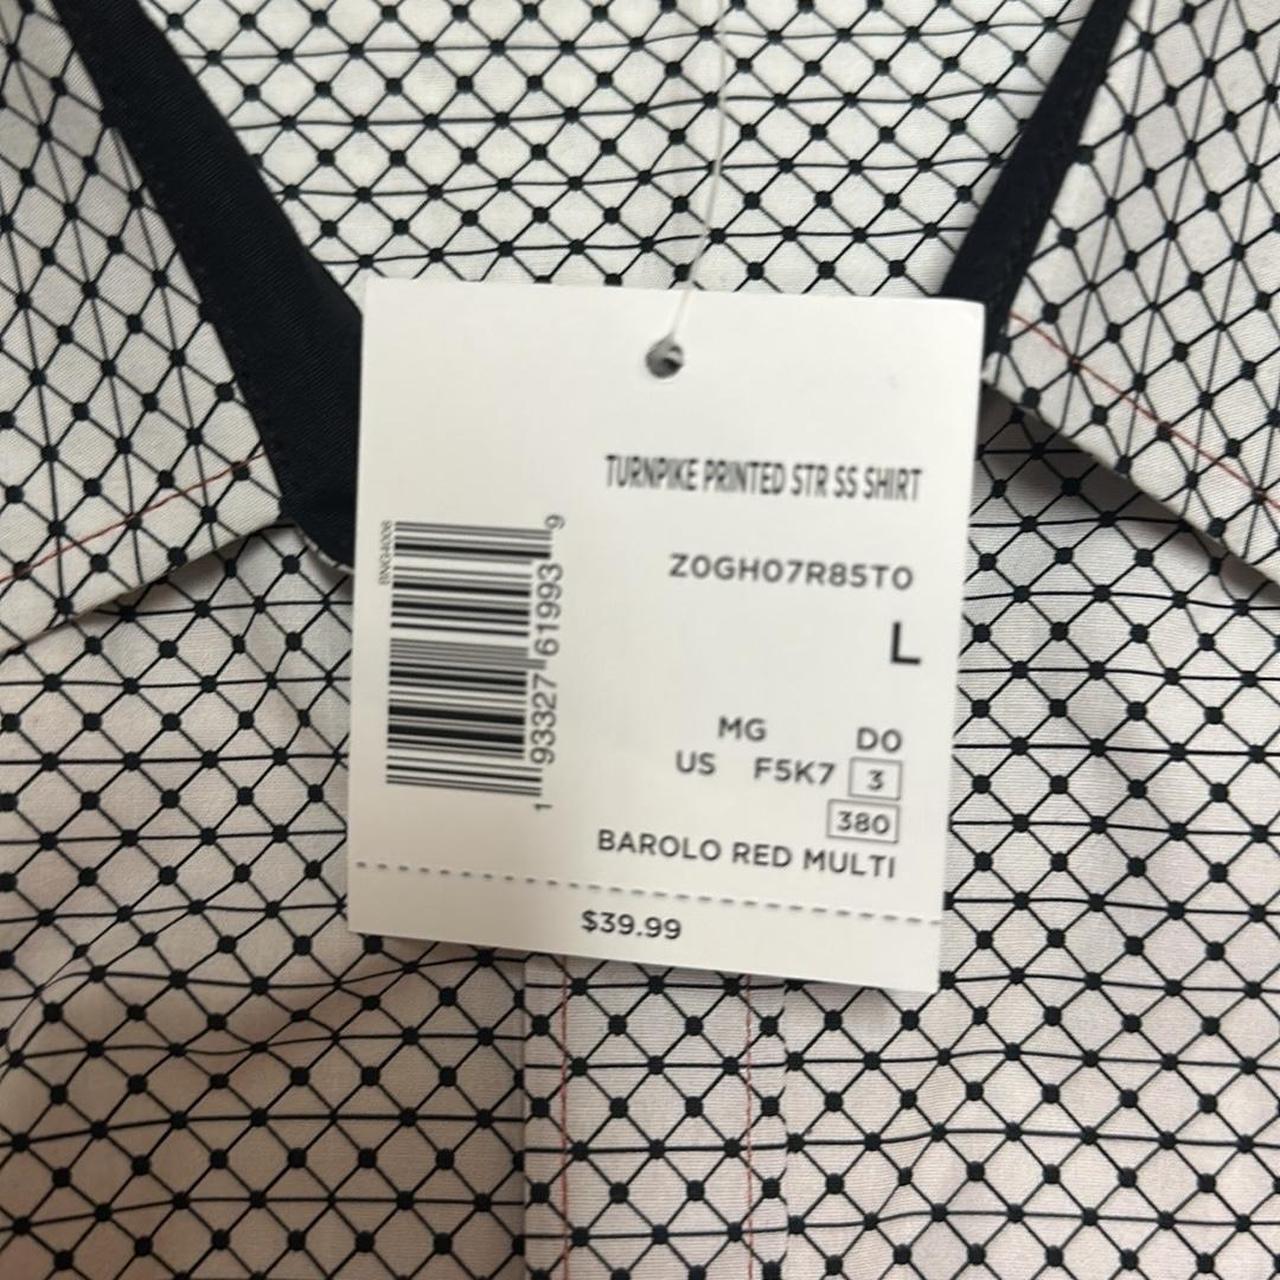 TURNPIKE PRINTED STR SS SHIRT
Z0GH07R85T0
L
MG D0
US F5K7 3
380
BAROLO RED MULTI
$39.99
BN04006
1 93327 61993 9